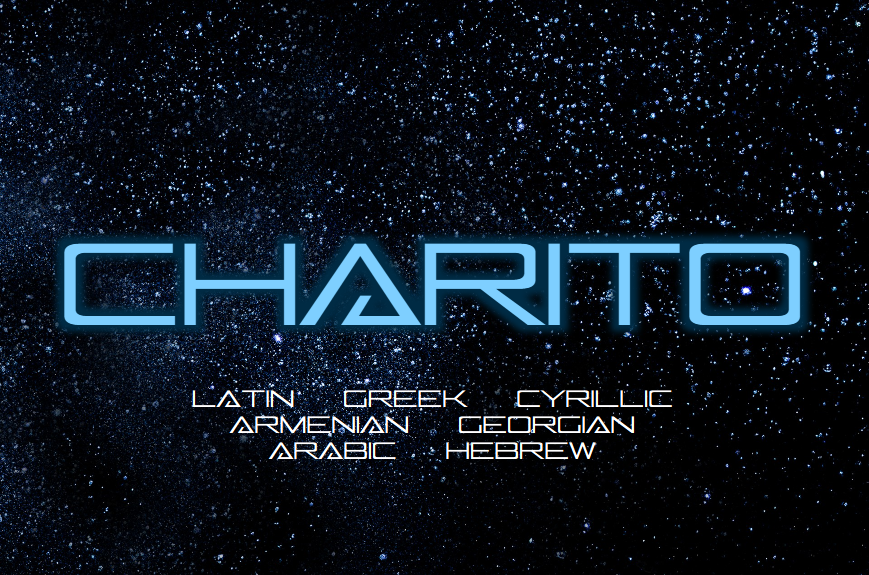 CHARITO
LATIN GREEK CYRILLIC
ARMENIAN GEORGIAN
ARABIC HEBREW